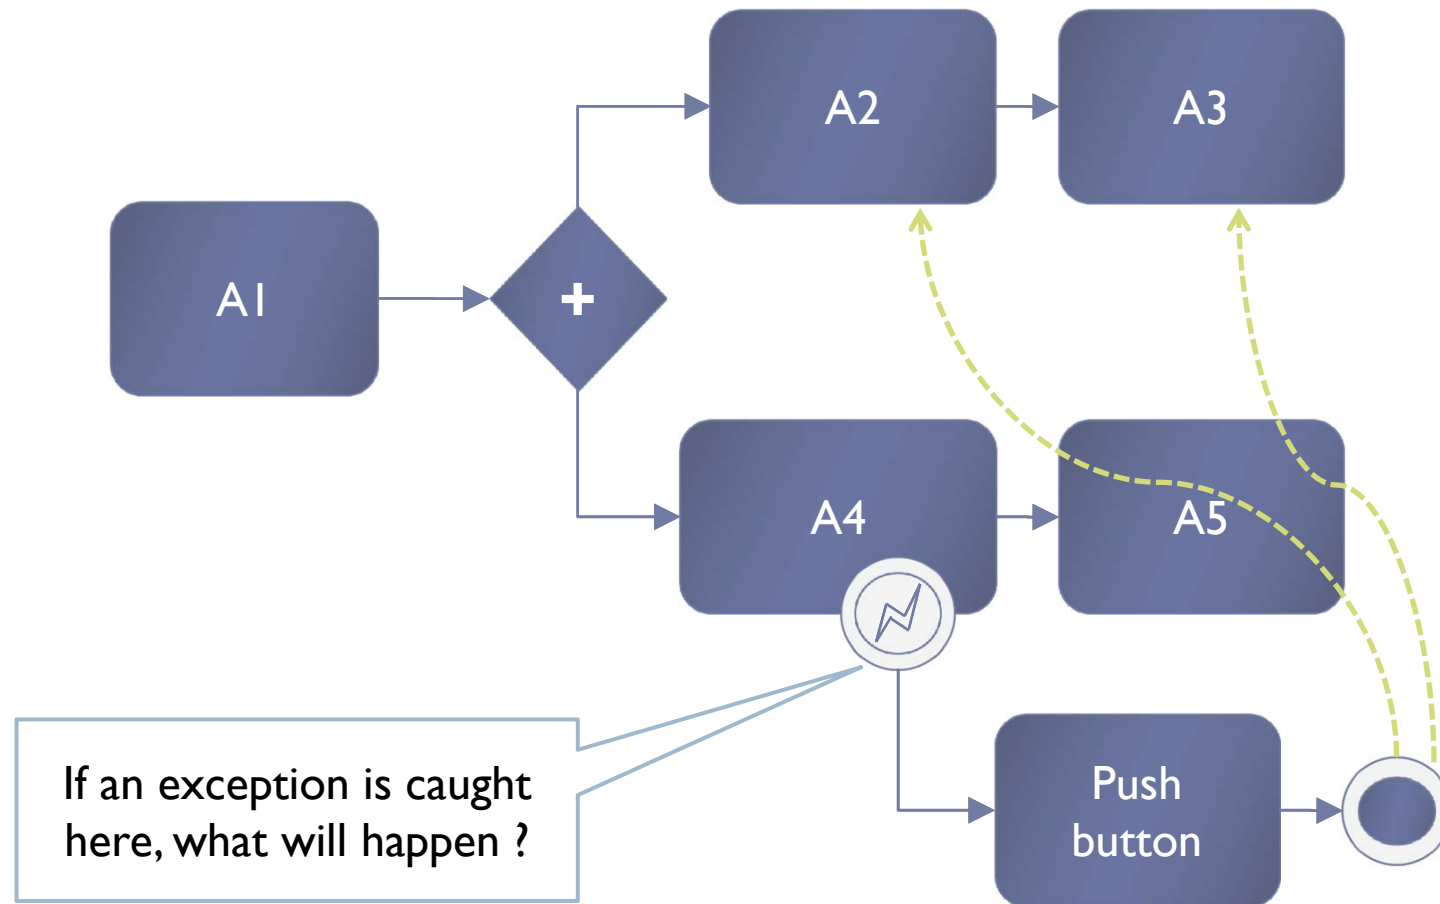 A2
A3
A1
+
A4
A5
If an exception is caught
here, what will happen ?
Push
button